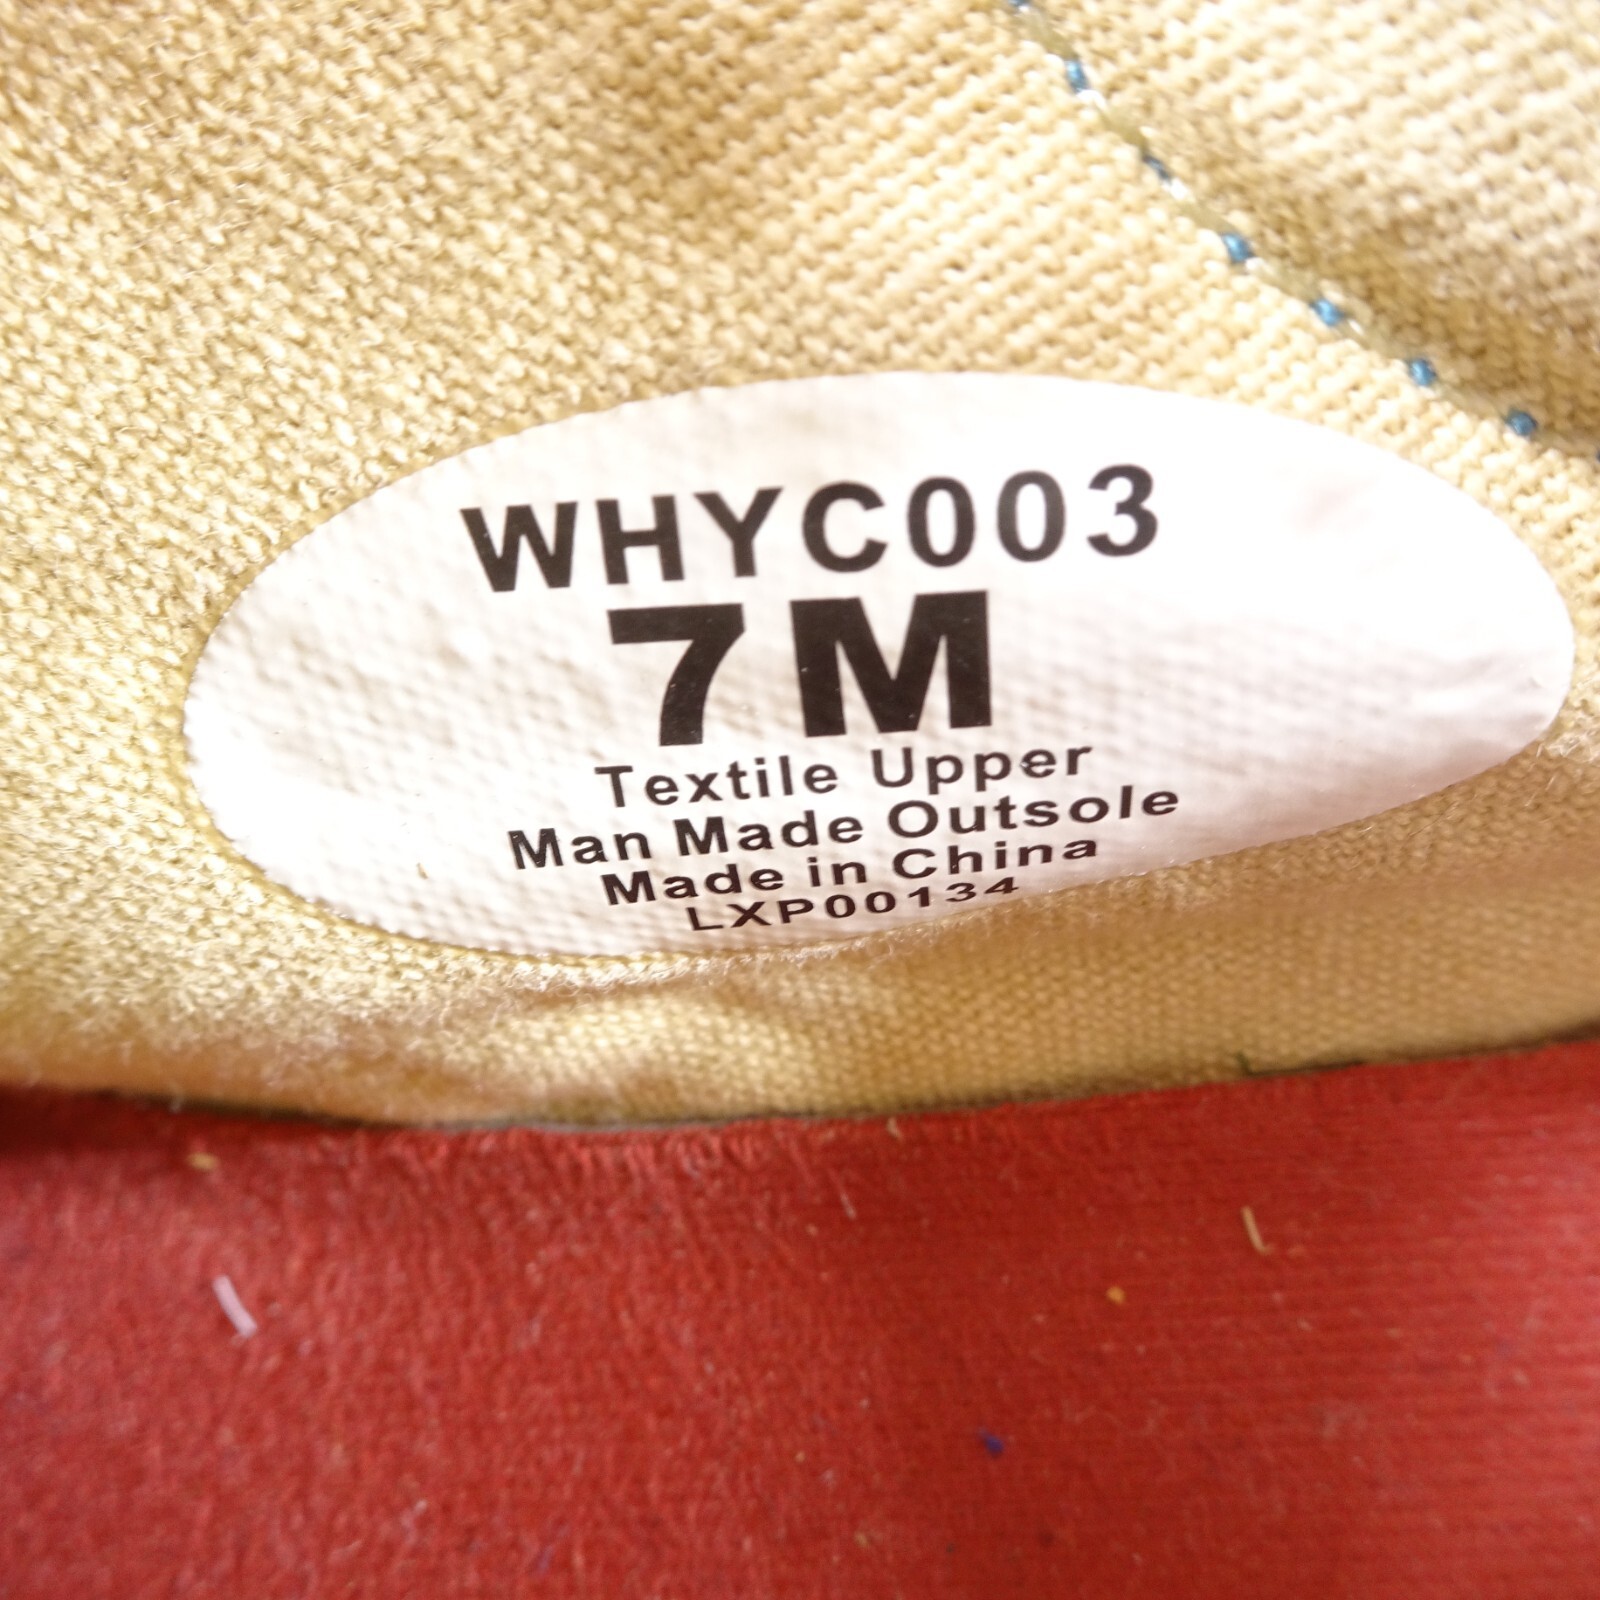 WHYC003
7M
Textile Upper
Man Made Outsole
Made in China
LXP00134